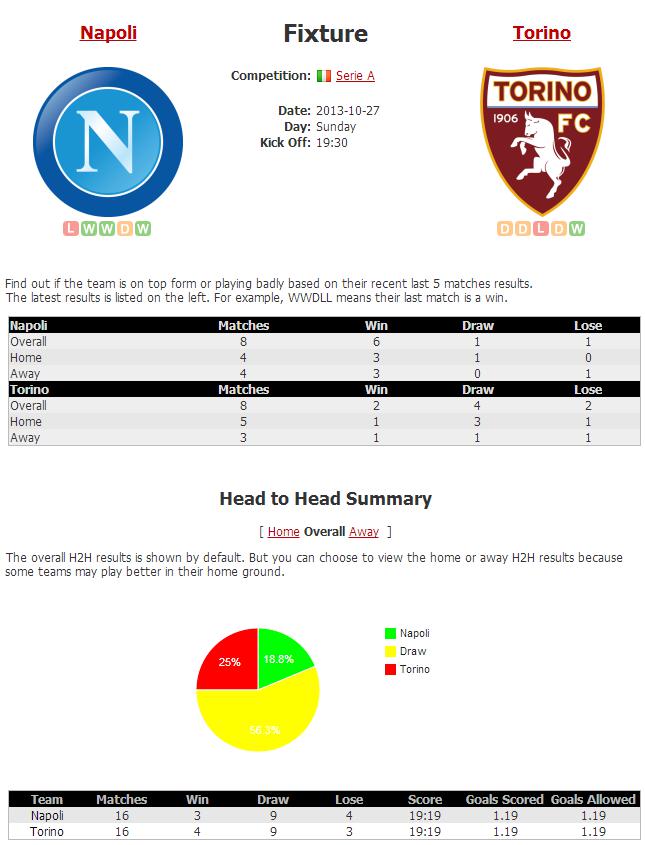 Napoli
Fixture
Torino
Competition: Serie A
N
TORINO
1906 FC
Date: 2013-10-27
Day: Sunday
Kick Off: 19:30
L W W D W
D D L D W
Find out if the team is on top form or playing badly based on their recent last 5 matches results.
The latest results is listed on the left. For example, WWDLL means their last match is a win.
Napoli Matches Win Draw Lose
Overall 8 6 1 1
Home 4 3 1 0
Away 4 3 0 1
Torino Matches Win Draw Lose
Overall 8 2 4 2
Home 5 1 3 1
Away 3 1 1 1
Head to Head Summary
[ Home Overall Away ]
The overall H2H results is shown by default. But you can choose to view the home or away H2H results because
some teams may play better in their home ground.
25%
18.8%
56.3%
Napoli
Draw
Torino
Team Matches Win Draw Lose Score Goals Scored Goals Allowed
Napoli 16 3 9 4 19:19 1.19 1.19
Torino 16 4 9 3 19:19 1.19 1.19